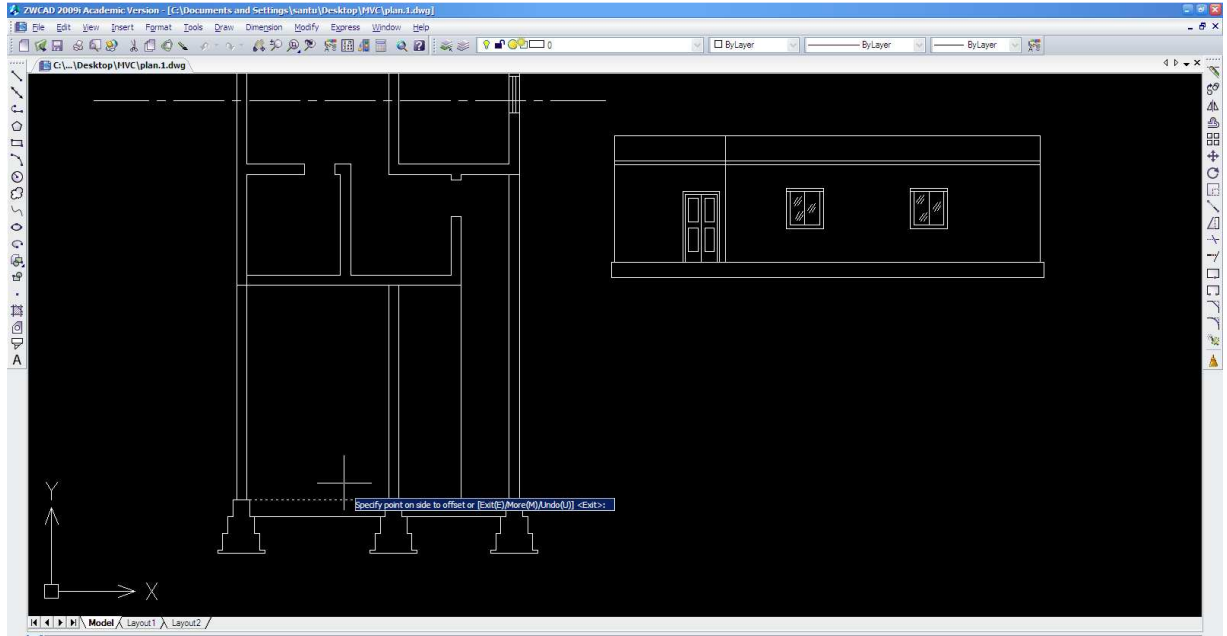 ZWCAD 2009i Academic Version - [C:\Documents and Settings\santu\Desktop\MVC\plan.1.dwg]
File Edit View Insert Format Tools Draw Dimension Modify Express Window Help
0 ByLayer ByLayer ByLayer
C:\...\Desktop\MVC\plan.1.dwg
A
Specify point on side to offset or [Exit(E)/More(M)/Undo(U)] <Exit>:
Y
X
Model Layout1 Layout2